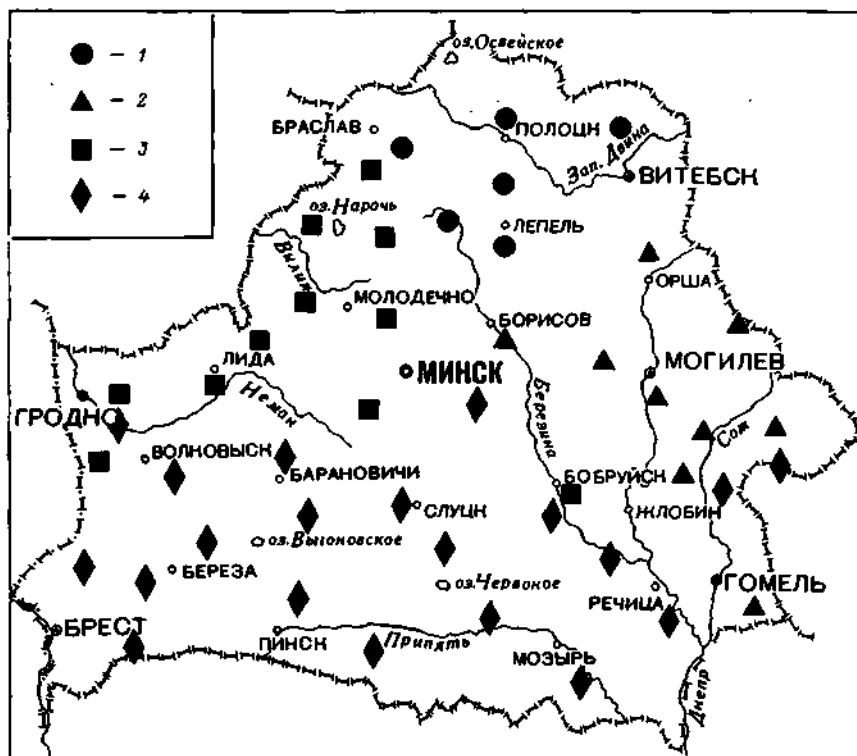 – 1
– 2
– 3
– 4
оз.Освейское
БРАСЛАВ
ПОЛОЦК
Зап. Двина
ВИТЕБСК
оз.Нарочь
ЛЕПЕЛЬ
Вилия
ОРША
МОЛОДЕЧНО
БОРИСОВ
ЛИДА
МИНСК
МОГИЛЕВ
Березина
ГРОДНО
Неман
Сож
ВОЛКОВЫСК
БАРАНОВИЧИ
БОБРУЙСК
СЛУЦК
ЖЛОБИН
оз.Выгоновское
БЕРЕЗА
оз.Червоное
ГОМЕЛЬ
РЕЧИЦА
БРЕСТ
ПИНСК
Припять
МОЗЫРЬ
Днепр